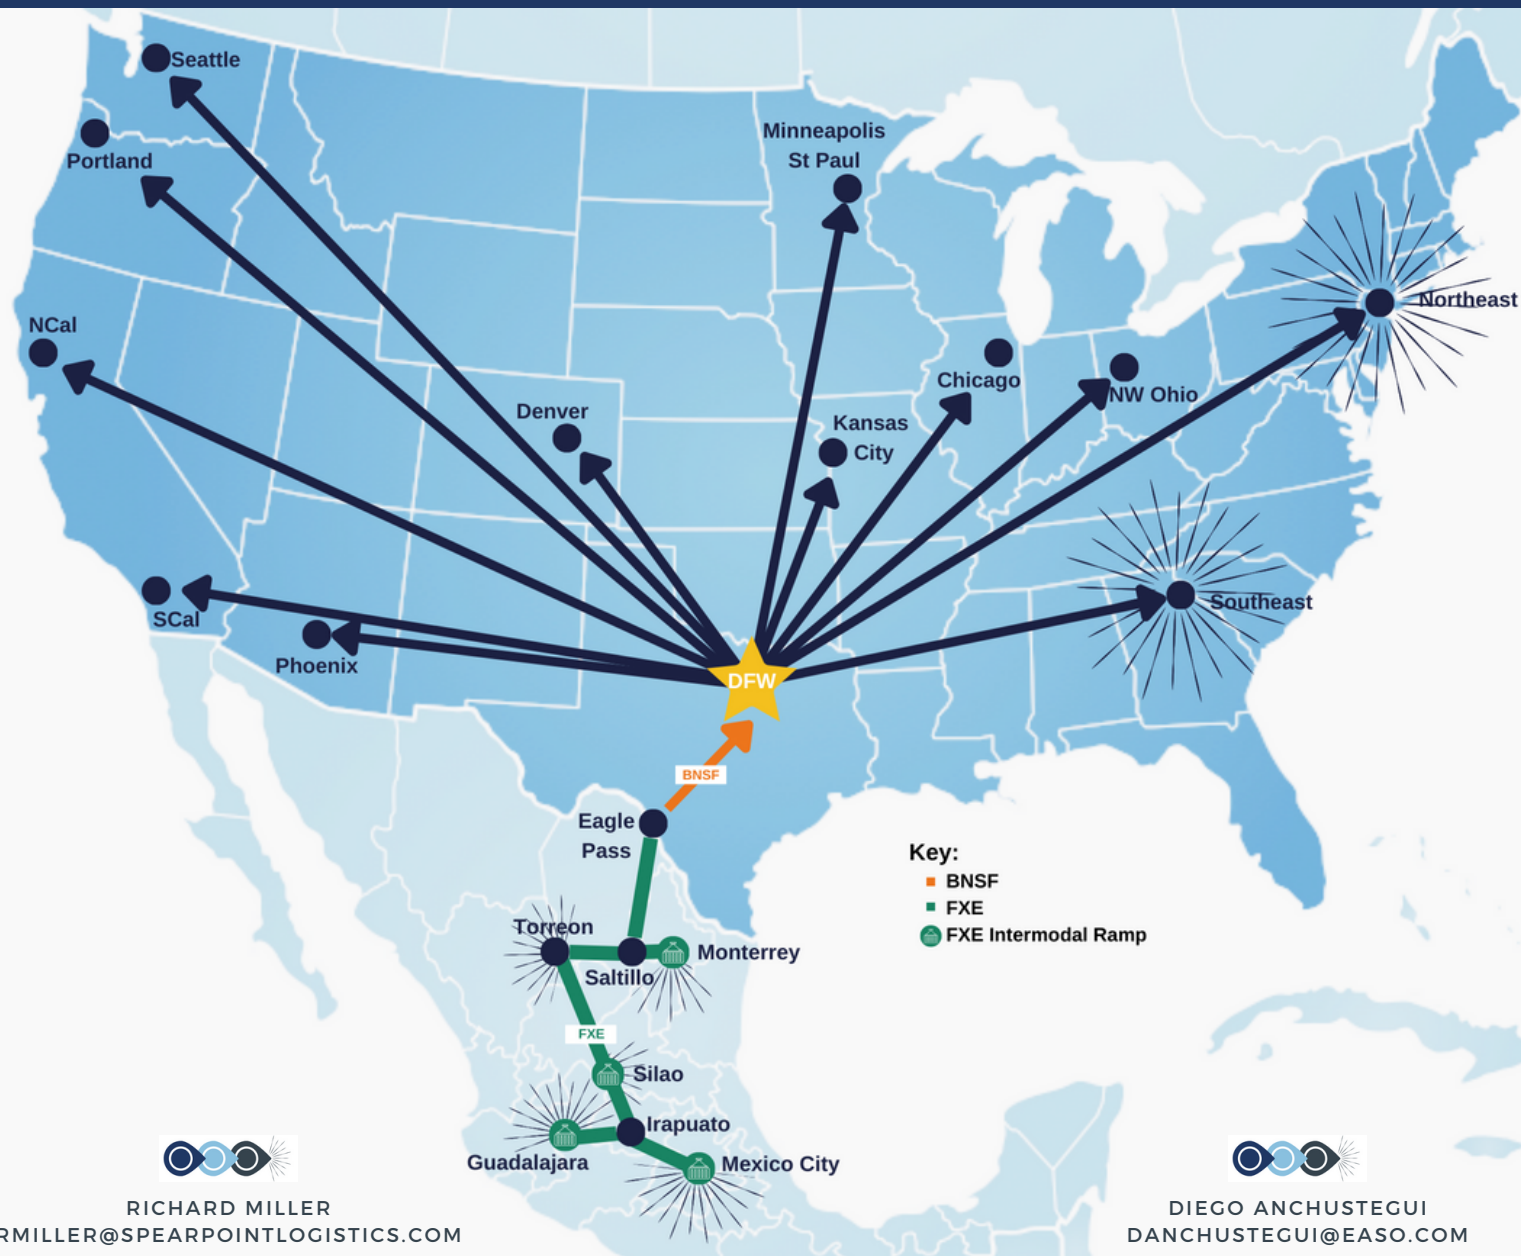 Seattle
Portland
Minneapolis
St Paul
NCal
Northeast
Denver
Chicago
NW Ohio
Kansas
City
SCal
Phoenix
Southeast
DFW
BNSF
Eagle
Pass
Key:
BNSF
FXE
FXE Intermodal Ramp
Torreon
Saltillo
Monterrey
FXE
Silao
Irapuato
Guadalajara
Mexico City
RICHARD MILLER
RMILLER@SPEARPOINTLOGISTICS.COM
DIEGO ANCHUSTEGUI
DANCHUSTEGUI@EASO.COM